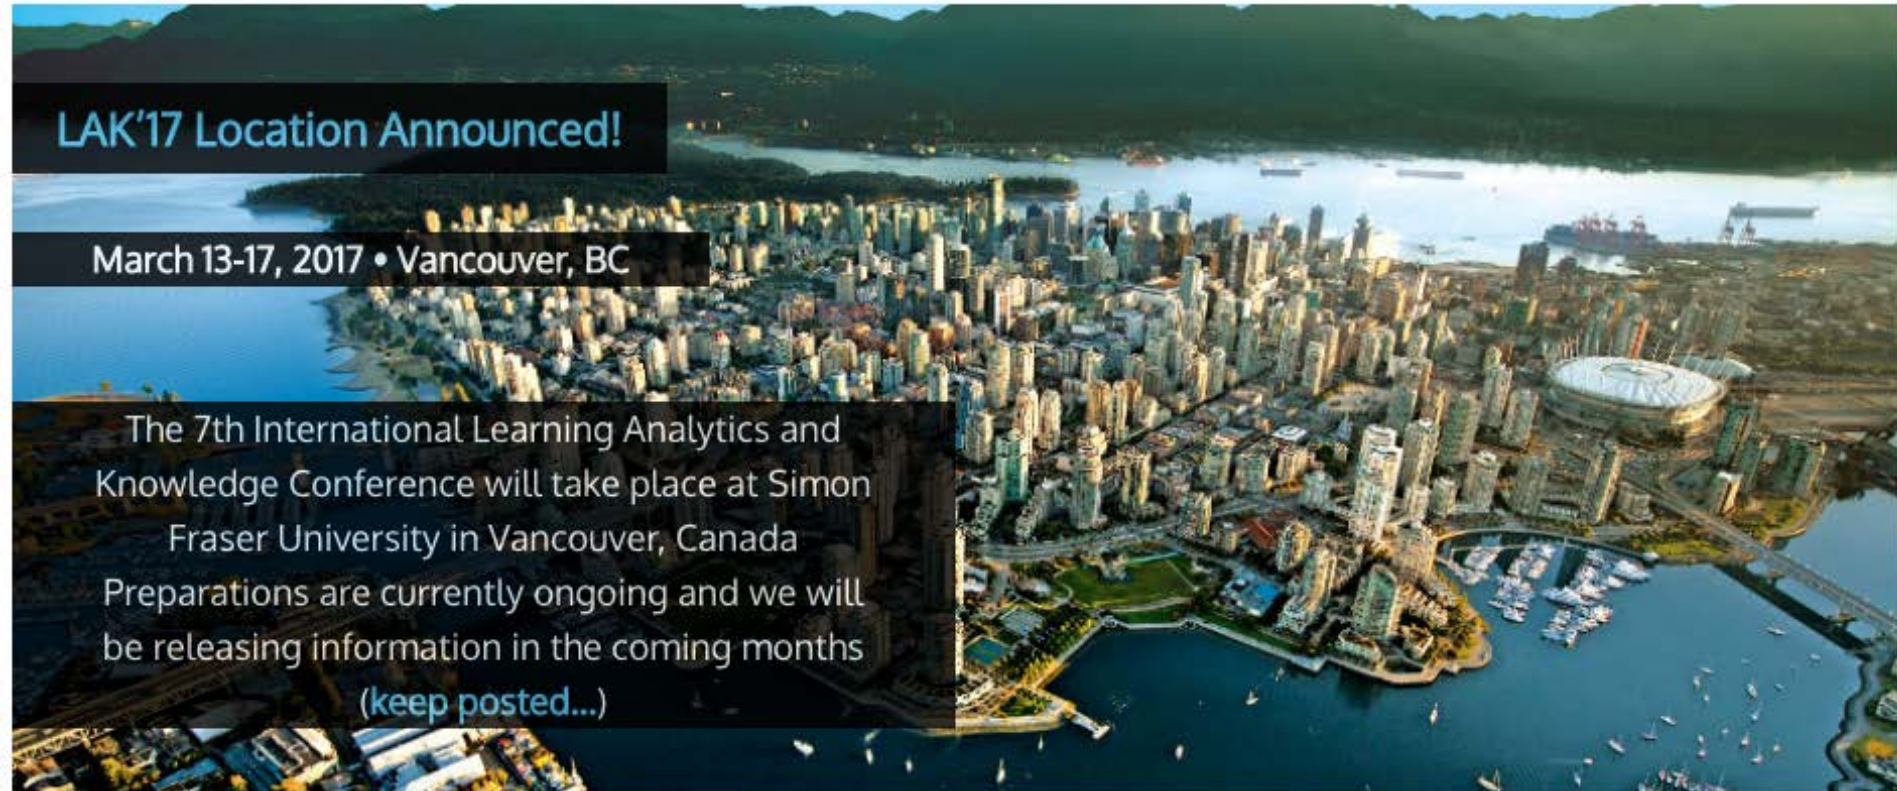 LAK'17 Location Announced!
March 13-17, 2017 • Vancouver, BC
The 7th International Learning Analytics and
Knowledge Conference will take place at Simon
Fraser University in Vancouver, Canada
Preparations are currently ongoing and we will
be releasing information in the coming months
(keep posted...)